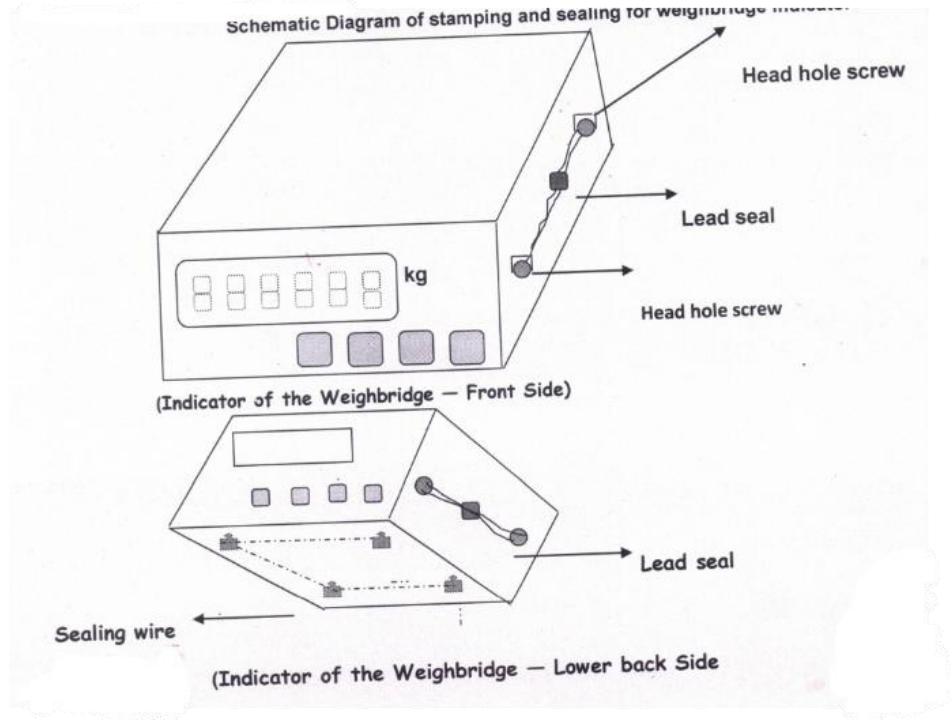 Schematic Diagram of stamping and sealing for weighbridge indicator
Head hole screw
Lead seal
kg
Head hole screw
(Indicator of the Weighbridge — Front Side)
Lead seal
Sealing wire
(Indicator of the Weighbridge — Lower back Side